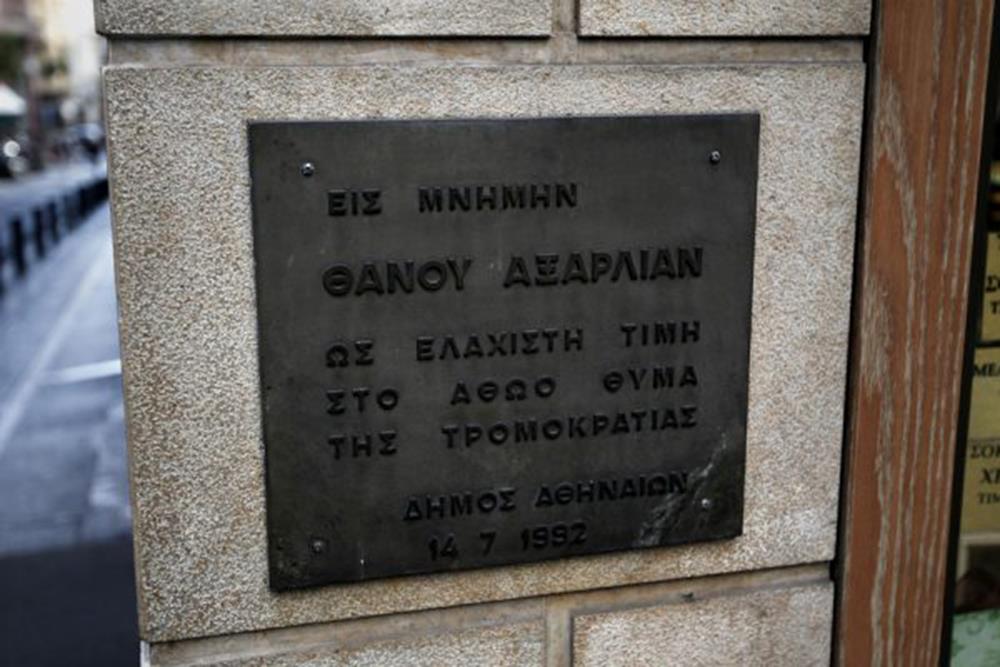 ΕΙΣ ΜΝΗΜΗΝ
ΘΑΝΟΥ ΑΞΑΡΛΙΑΝ
ΩΣ ΕΛΑΧΙΣΤΗ ΤΙΜΗ
ΣΤΟ ΑΘΩΟ ΘΥΜΑ
ΤΗΣ ΤΡΟΜΟΚΡΑΤΙΑΣ
ΔΗΜΟΣ ΑΘΗΝΑΙΩΝ
14 7 1992